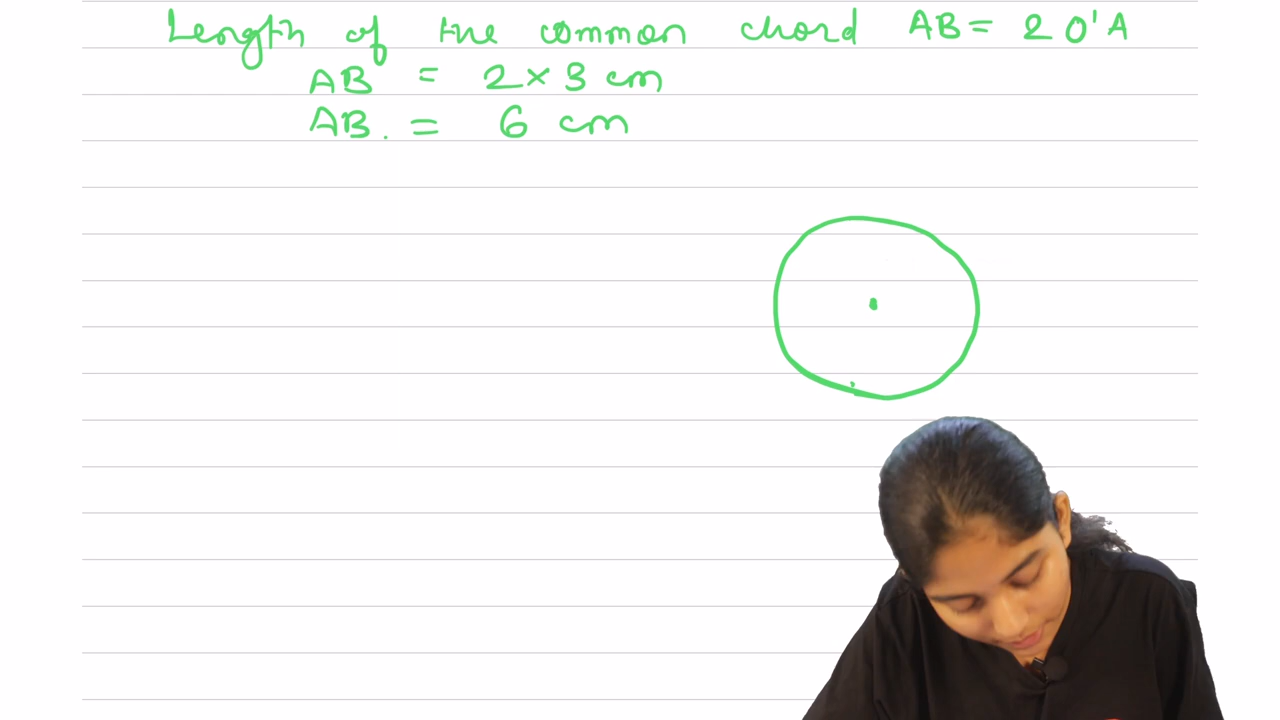 Length of the common chord AB = 2 O'A
AB = 2 × 3 cm
AB. = 6 cm